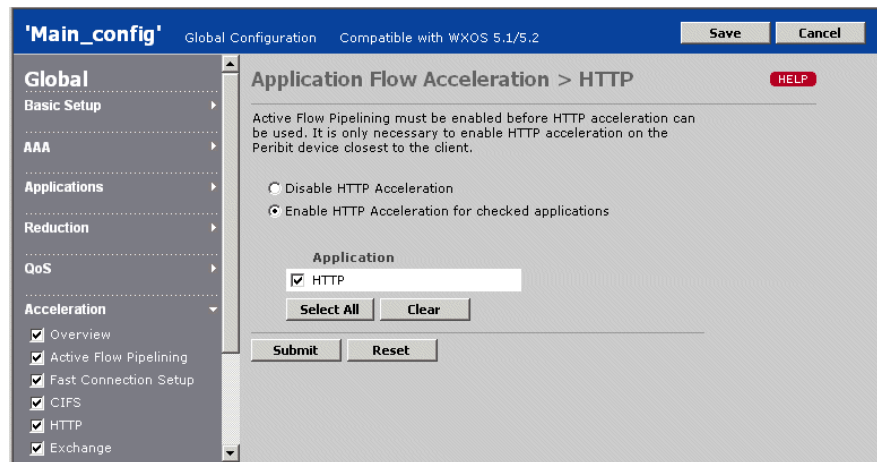 'Main_config' Global Configuration Compatible with WXOS 5.1/5.2
Save Cancel
Global
Basic Setup
AAA
Applications
Reduction
QoS
Acceleration
Overview
Active Flow Pipelining
Fast Connection Setup
CIFS
HTTP
Exchange
Application Flow Acceleration > HTTP
HELP
Active Flow Pipelining must be enabled before HTTP acceleration can
be used. It is only necessary to enable HTTP acceleration on the
Peribit device closest to the client.
Disable HTTP Acceleration
Enable HTTP Acceleration for checked applications
Application
HTTP
Select All Clear
Submit Reset